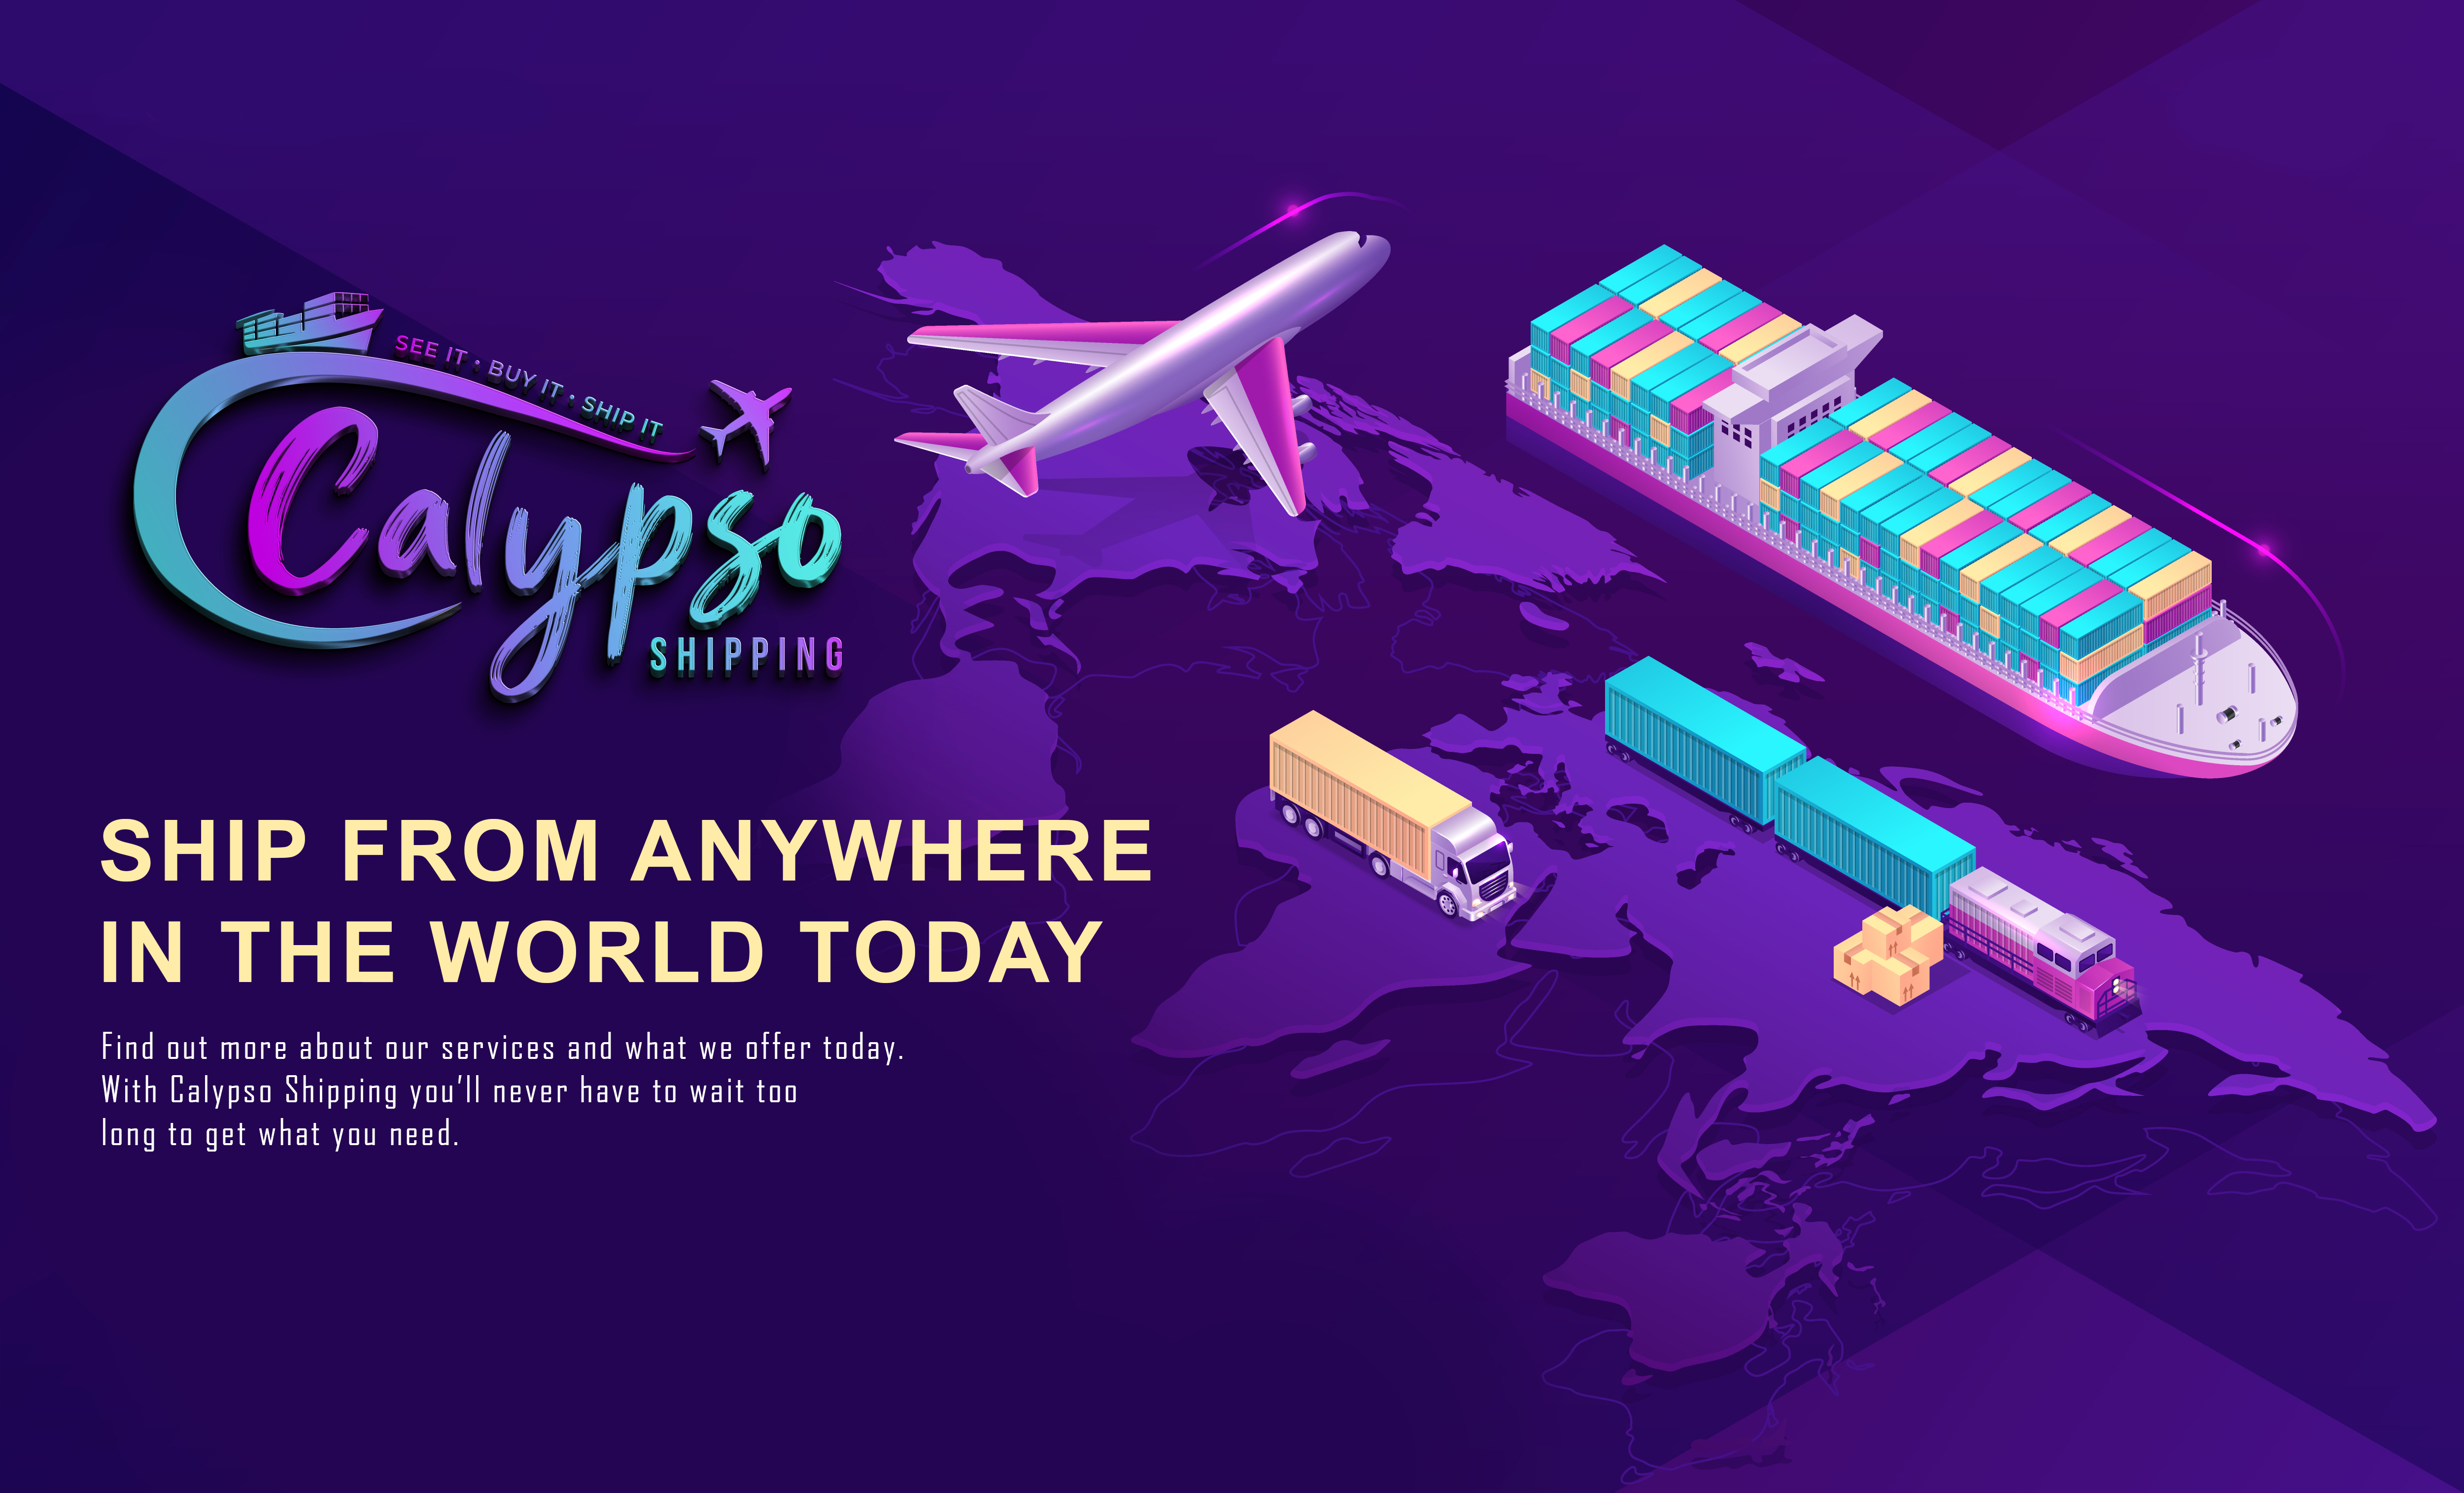 SEE IT • BUY IT • SHIP IT
Calypso
SHIPPING
SHIP FROM ANYWHERE
IN THE WORLD TODAY
Find out more about our services and what we offer today.
With Calypso Shipping you’ll never have to wait too
long to get what you need.